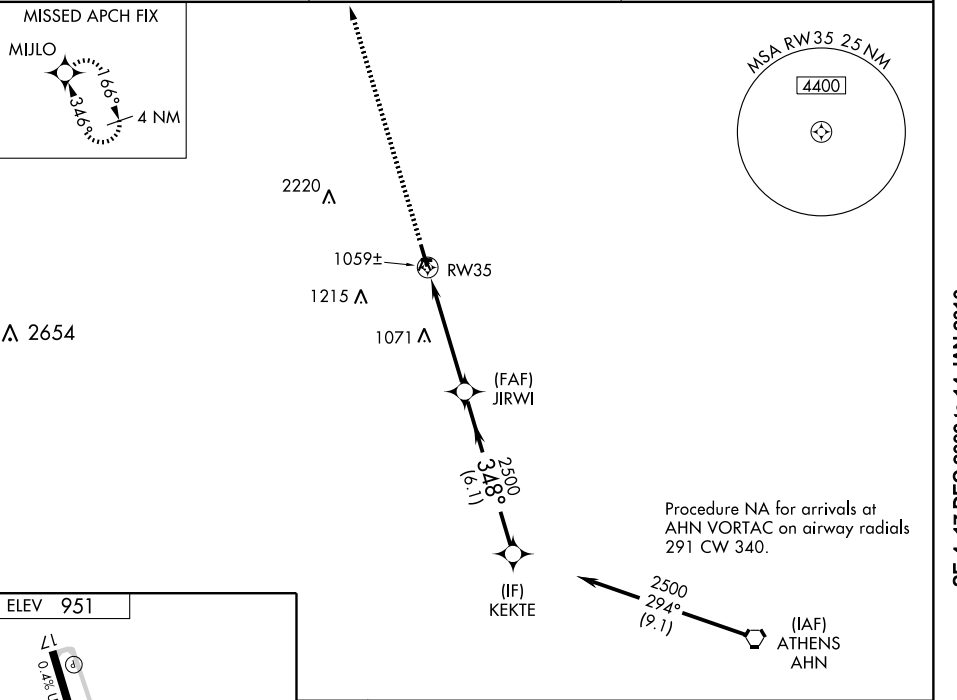 MISSED APCH FIX
MIJLO
166°
346°
4 NM
MSA RW35 25 NM
4400
2220
1059±
RW35
1215
1071
2654
(FAF)
JIRWI
2500
348°
(6.1)
Procedure NA for arrivals at
AHN VORTAC on airway radials
291 CW 340.
(IF)
KEKTE
2500
294°
(9.1)
(IAF)
ATHENS
AHN
ELEV 951
17
P
0.4%